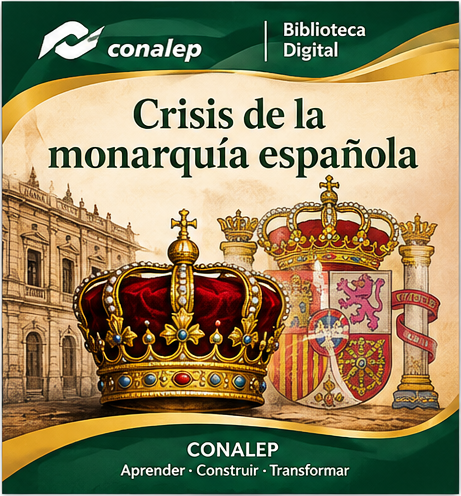 conalep
Biblioteca
Digital
Crisis de la
monarquía española
CONALEP
Aprender · Construir · Transformar